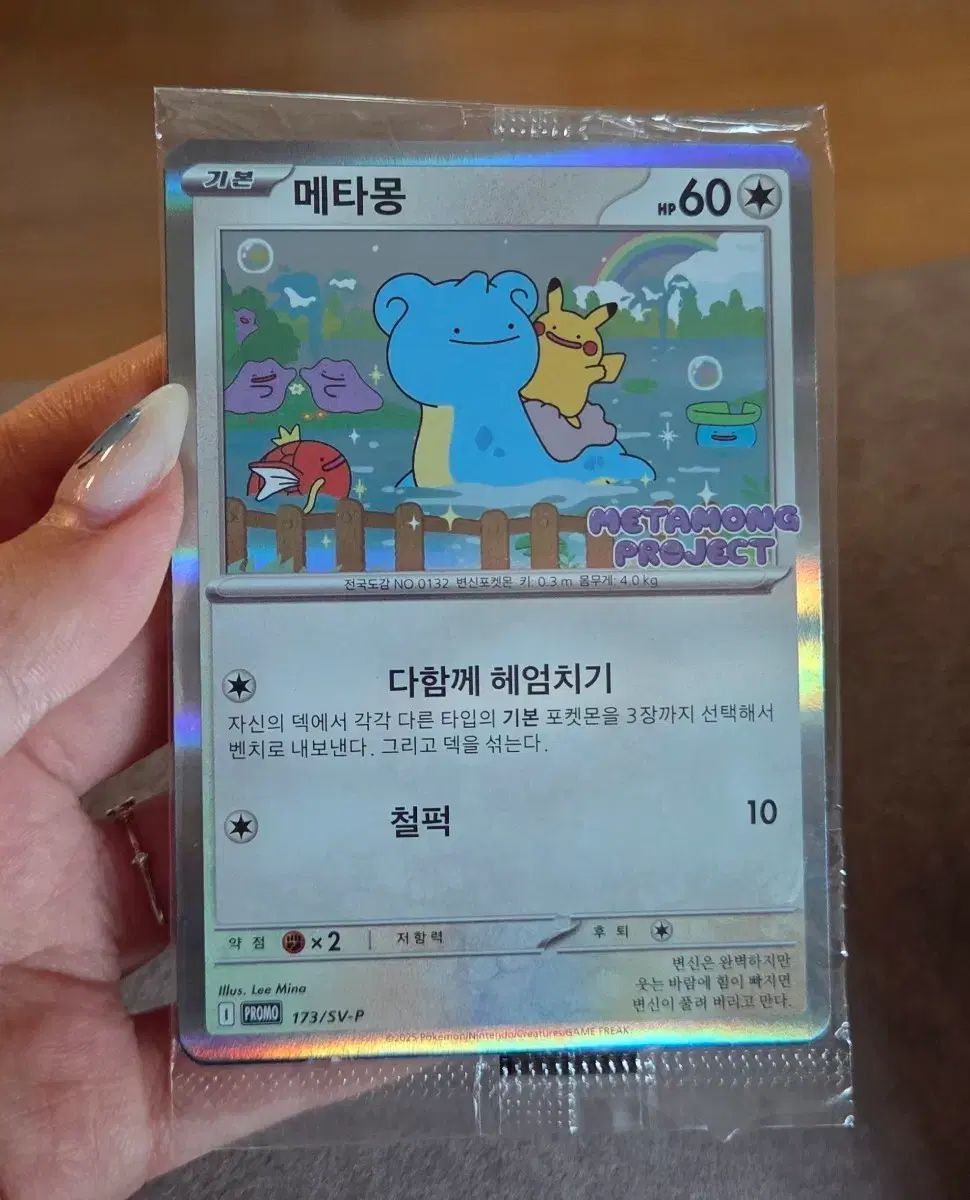 기본 메타몽 HP 60
METAMONG
PROJECT
전국도감 NO.0132 변신포켓몬 키: 0.3 m 몸무게: 4.0 kg
다함께 헤엄치기
자신의 덱에서 각각 다른 타입의 기본 포켓몬을 3장까지 선택해서
벤치로 내보낸다. 그리고 덱을 섞는다.
철퍽 10
약점 ×2 저항력 후퇴
변신은 완벽하지만
웃는 바람에 힘이 빠지면
변신이 풀려 버리고 만다.
Illus. Lee Mina
I PROMO 173/SV-P
©2025 Pokémon/Nintendo/Creatures/GAME FREAK